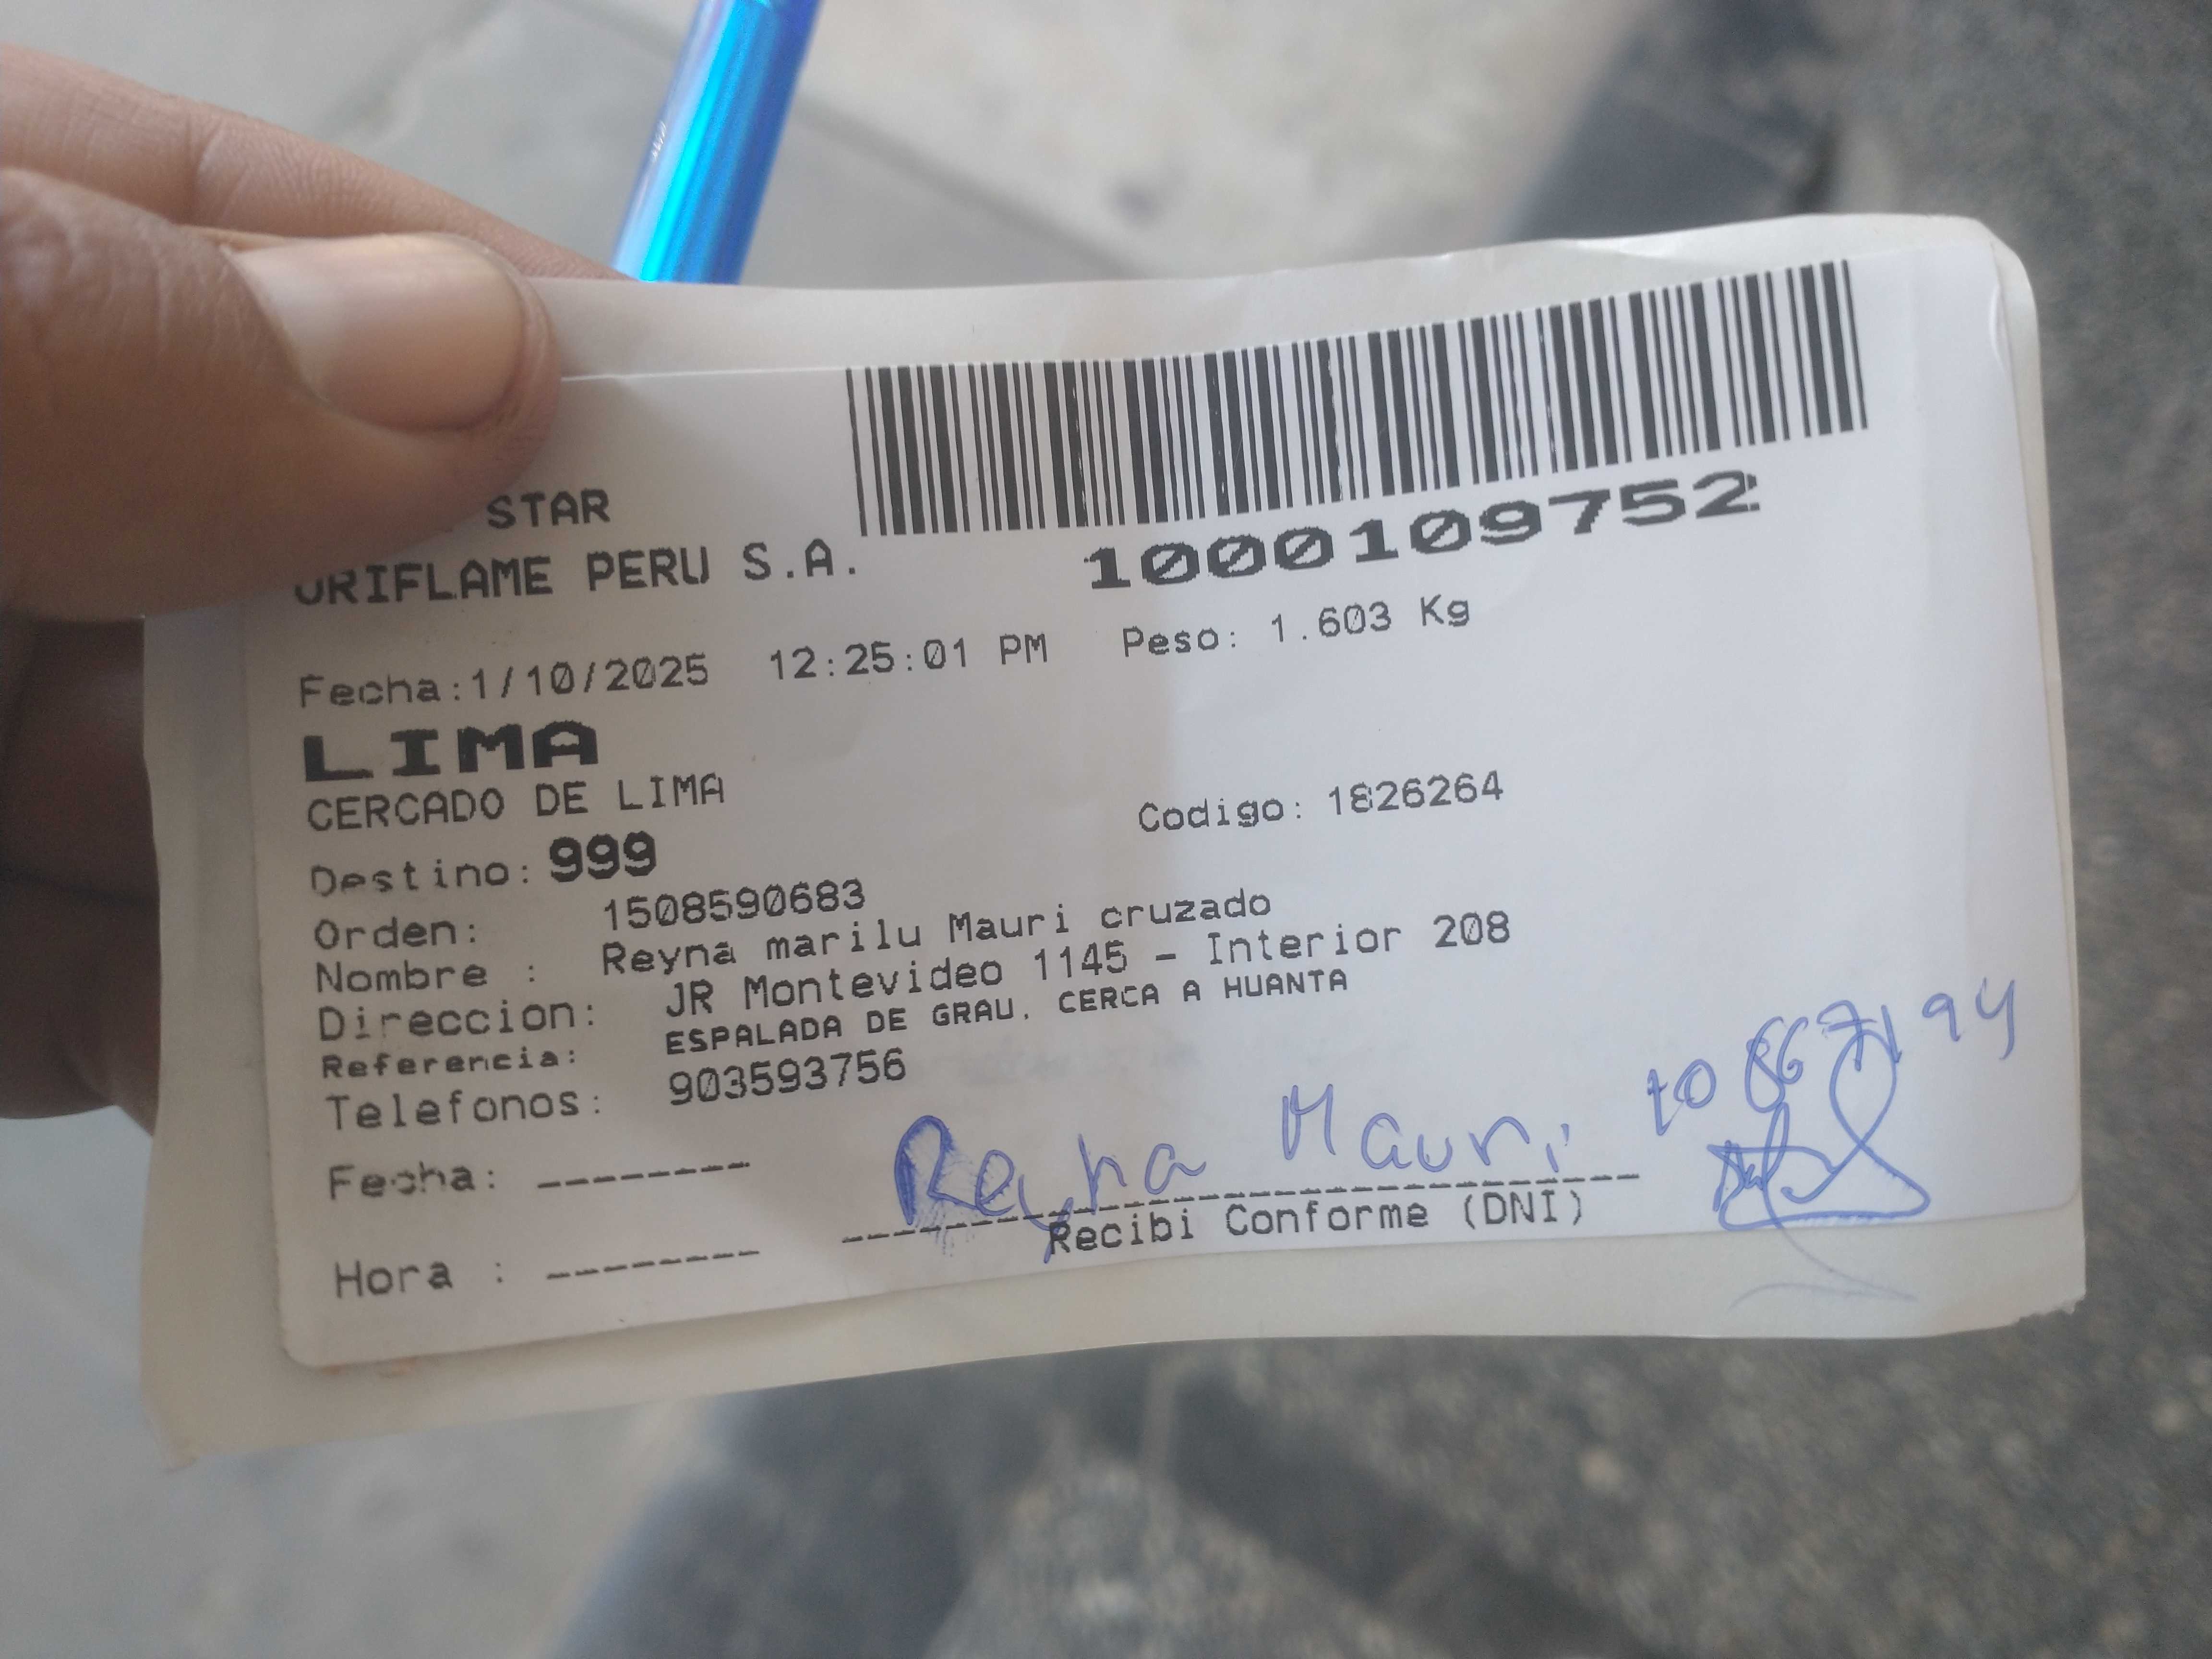 STAR
ORIFLAME PERU S.A.
1000109752
Fecha:1/10/2025 12:25:01 PM Peso: 1.603 Kg
LIMA
CERCADO DE LIMA
Codigo: 1826264
Destino: 999
Orden: 1508590683
Nombre : Reyna marilu Mauri cruzado
Direccion: JR Montevideo 1145 - Interior 208
Referencia: ESPALADA DE GRAU. CERCA A HUANTA
Telefonos: 903593756
Fecha: --------
Reyna Mauri
Recibi Conforme (DNI)
Hora : --------